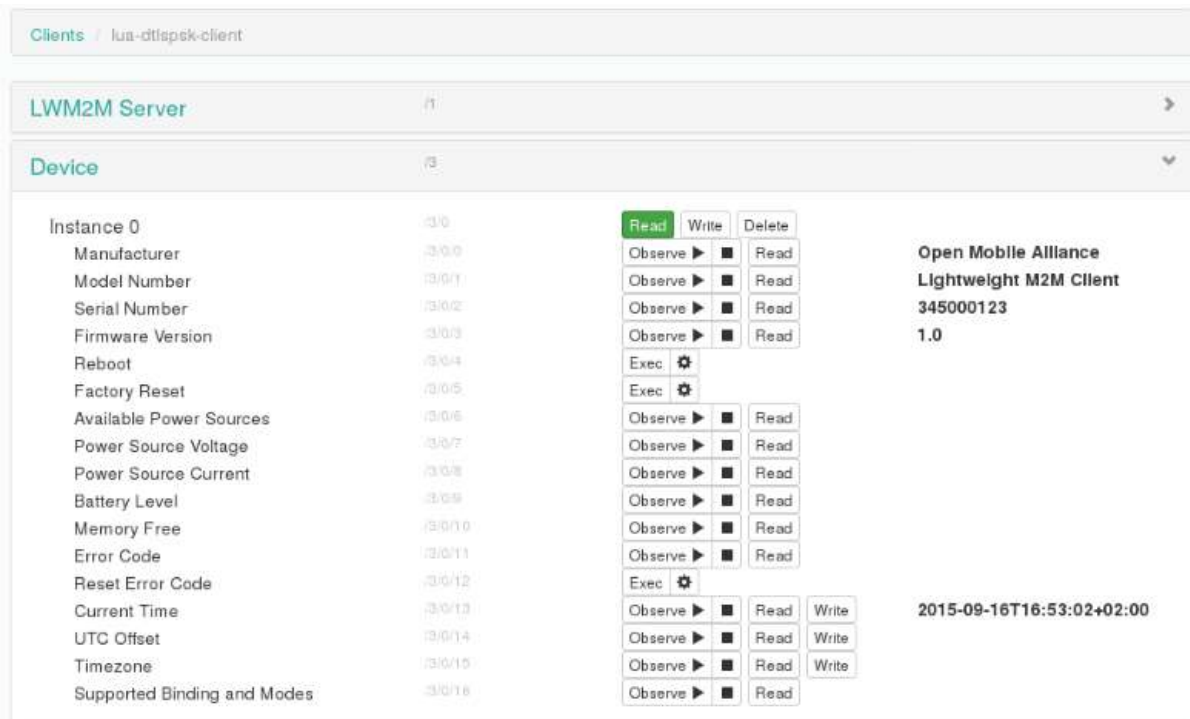 Clients / lua-dtlspsk-client
LWM2M Server /1
Device /3
Instance 0 /3/0 Read Write Delete
Manufacturer /3/0/0 Observe Read Open Mobile Alliance
Model Number /3/0/1 Observe Read Lightweight M2M Client
Serial Number /3/0/2 Observe Read 345000123
Firmware Version /3/0/3 Observe Read 1.0
Reboot /3/0/4 Exec
Factory Reset /3/0/5 Exec
Available Power Sources /3/0/6 Observe Read
Power Source Voltage /3/0/7 Observe Read
Power Source Current /3/0/8 Observe Read
Battery Level /3/0/9 Observe Read
Memory Free /3/0/10 Observe Read
Error Code /3/0/11 Observe Read
Reset Error Code /3/0/12 Exec
Current Time /3/0/13 Observe Read Write 2015-09-16T16:53:02+02:00
UTC Offset /3/0/14 Observe Read Write
Timezone /3/0/15 Observe Read Write
Supported Binding and Modes /3/0/16 Observe Read